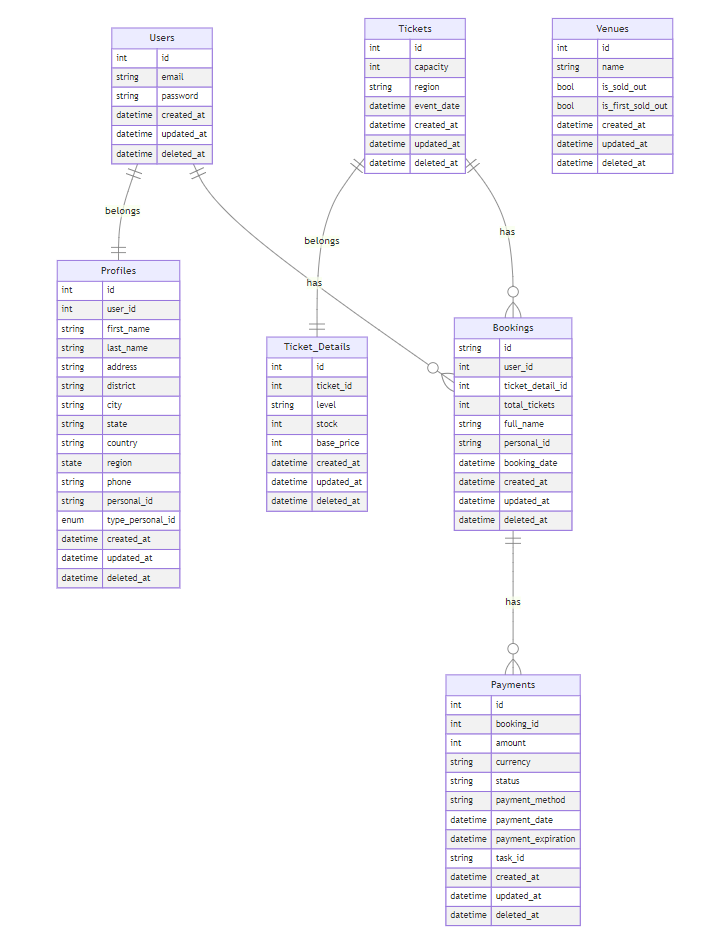 Users
int id
string email
string password
datetime created_at
datetime updated_at
datetime deleted_at
Tickets
int id
int capacity
string region
datetime event_date
datetime created_at
datetime updated_at
datetime deleted_at
Venues
int id
string name
bool is_sold_out
bool is_first_sold_out
datetime created_at
datetime updated_at
datetime deleted_at
belongs
belongs
has
has
Profiles
int id
int user_id
string first_name
string last_name
string address
string district
string city
string state
string country
state region
string phone
string personal_id
enum type_personal_id
datetime created_at
datetime updated_at
datetime deleted_at
Ticket_Details
int id
int ticket_id
string level
int stock
int base_price
datetime created_at
datetime updated_at
datetime deleted_at
Bookings
string id
int user_id
int ticket_detail_id
int total_tickets
string full_name
string personal_id
datetime booking_date
datetime created_at
datetime updated_at
datetime deleted_at
has
Payments
int id
int booking_id
int amount
string currency
string status
string payment_method
datetime payment_date
datetime payment_expiration
string task_id
datetime created_at
datetime updated_at
datetime deleted_at